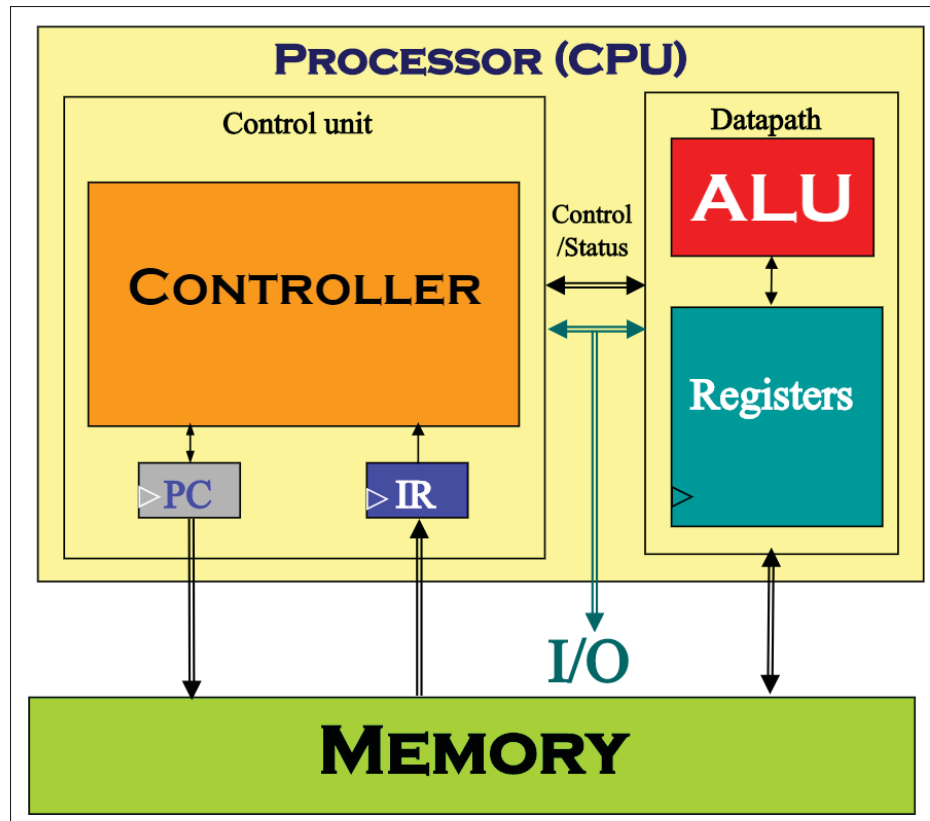 PROCESSOR (CPU)
Control unit
Datapath
CONTROLLER
Control
/Status
ALU
Registers
PC
IR
I/O
MEMORY